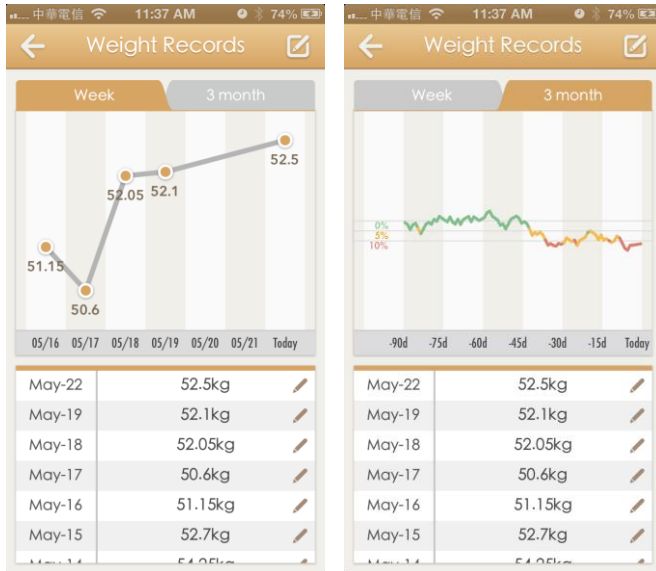 中華電信 11:37 AM 74%
Weight Records
Week 3 month
52.5
52.05 52.1
51.15
50.6
05/16 05/17 05/18 05/19 05/20 05/21 Today
May-22 52.5kg
May-19 52.1kg
May-18 52.05kg
May-17 50.6kg
May-16 51.15kg
May-15 52.7kg
中華電信 11:37 AM 74%
Weight Records
Week 3 month
0%
5%
10%
-90d -75d -60d -45d -30d -15d Today
May-22 52.5kg
May-19 52.1kg
May-18 52.05kg
May-17 50.6kg
May-16 51.15kg
May-15 52.7kg